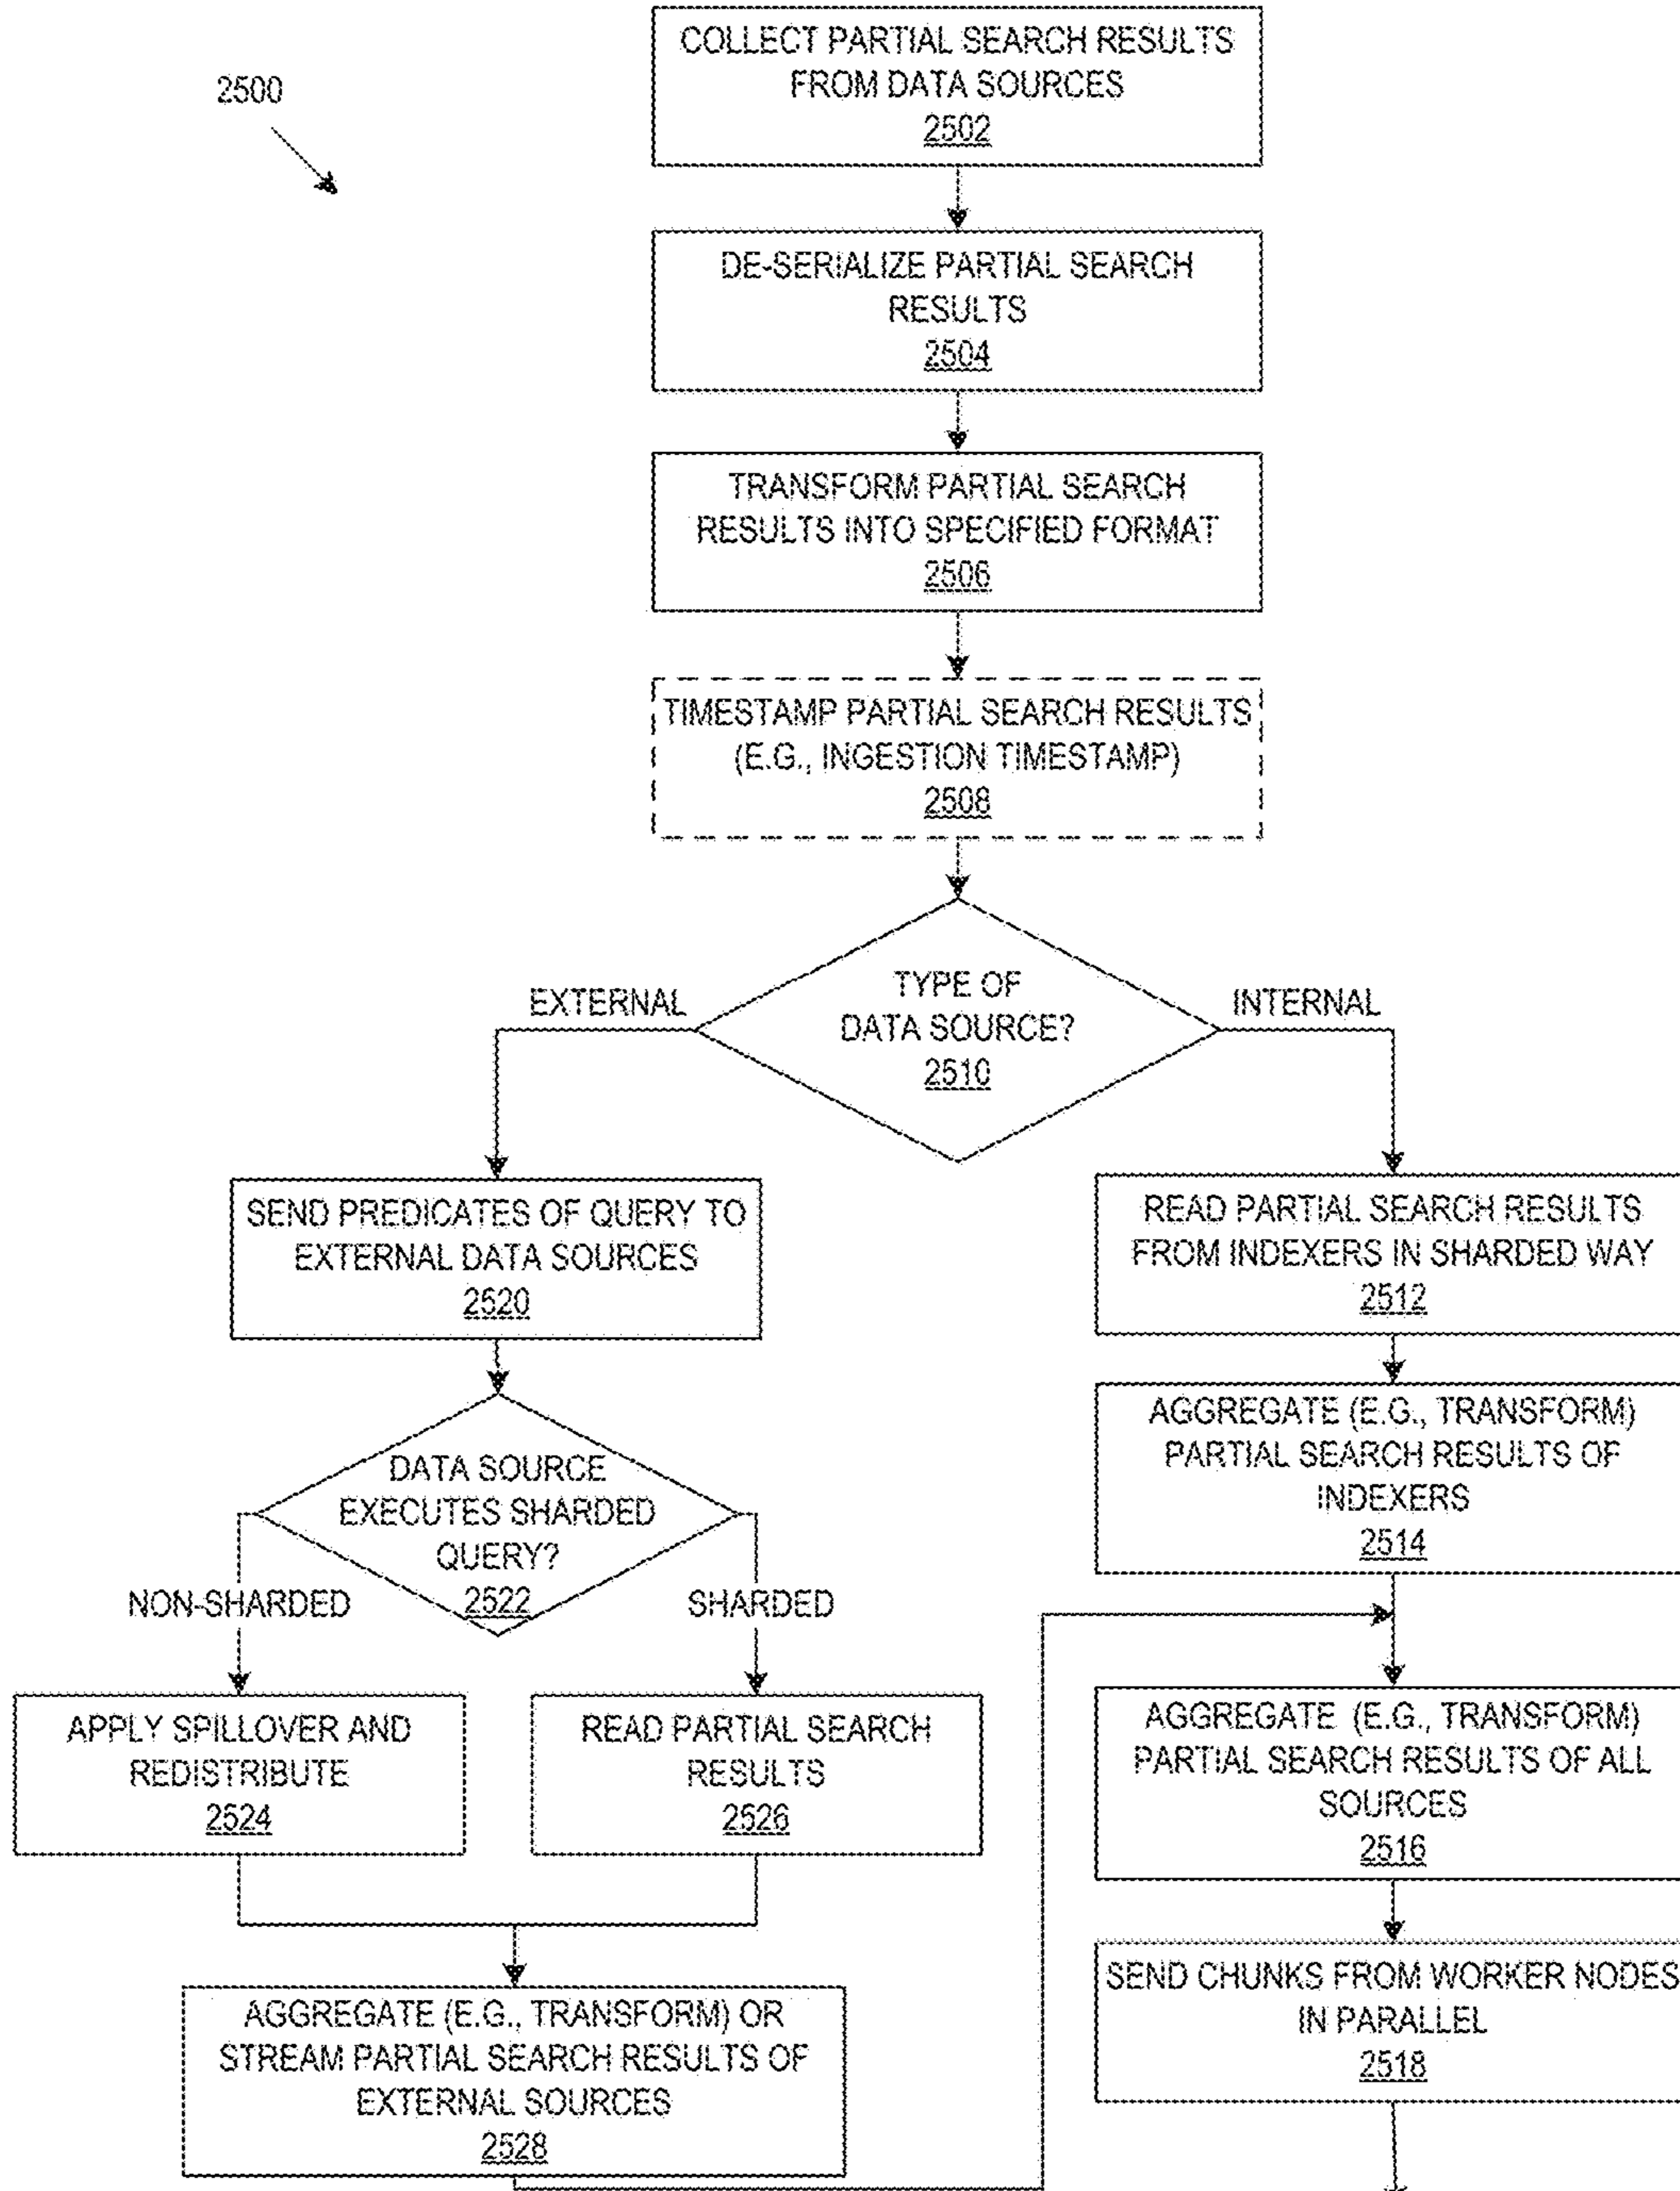 2500
COLLECT PARTIAL SEARCH RESULTS
FROM DATA SOURCES
2502
DE-SERIALIZE PARTIAL SEARCH
RESULTS
2504
TRANSFORM PARTIAL SEARCH
RESULTS INTO SPECIFIED FORMAT
2506
TIMESTAMP PARTIAL SEARCH RESULTS
(E.G., INGESTION TIMESTAMP)
2508
TYPE OF
DATA SOURCE?
2510
EXTERNAL
INTERNAL
SEND PREDICATES OF QUERY TO
EXTERNAL DATA SOURCES
2520
READ PARTIAL SEARCH RESULTS
FROM INDEXERS IN SHARDED WAY
2512
DATA SOURCE
EXECUTES SHARDED
QUERY?
2522
NON-SHARDED
SHARDED
AGGREGATE (E.G., TRANSFORM)
PARTIAL SEARCH RESULTS OF
INDEXERS
2514
APPLY SPILLOVER AND
REDISTRIBUTE
2524
READ PARTIAL SEARCH
RESULTS
2526
AGGREGATE (E.G., TRANSFORM)
PARTIAL SEARCH RESULTS OF ALL
SOURCES
2516
AGGREGATE (E.G., TRANSFORM) OR
STREAM PARTIAL SEARCH RESULTS OF
EXTERNAL SOURCES
2528
SEND CHUNKS FROM WORKER NODES
IN PARALLEL
2518